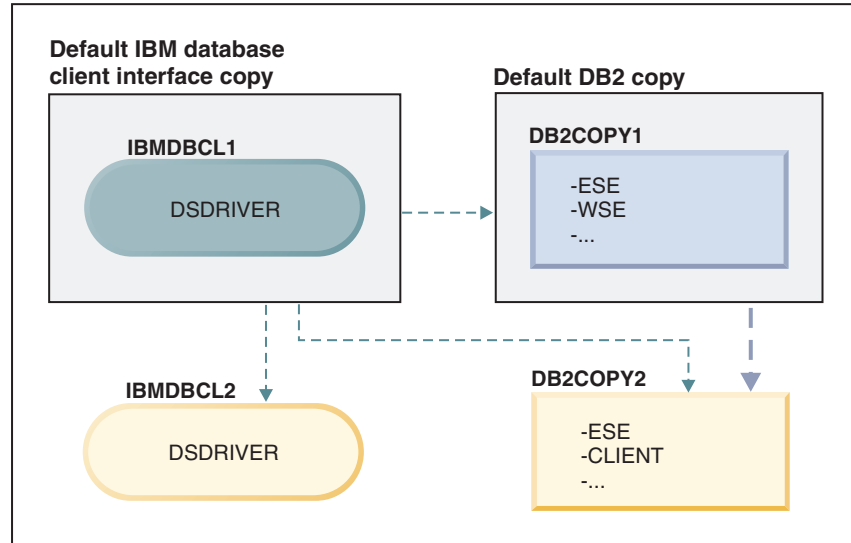 Default IBM database
client interface copy
IBMDBCL1
DSDRIVER
Default DB2 copy
DB2COPY1
-ESE
-WSE
-...
IBMDBCL2
DSDRIVER
DB2COPY2
-ESE
-CLIENT
-...